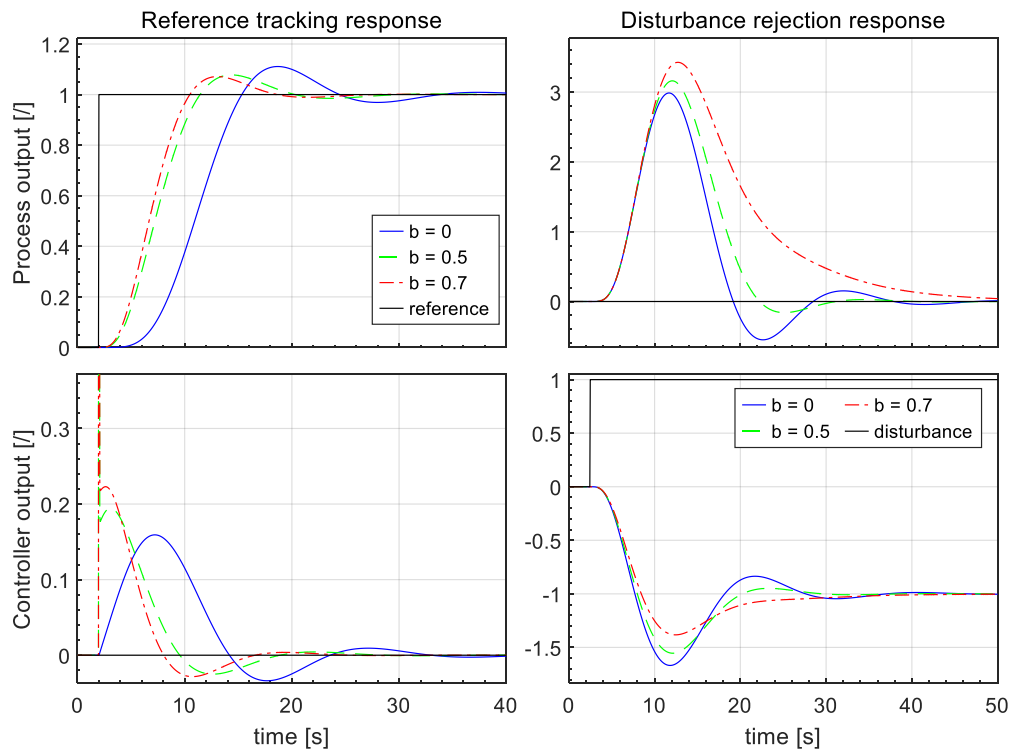 Reference tracking response
Disturbance rejection response
Process output [/]
1.2
1
0.8
0.6
0.4
0.2
0
b = 0
b = 0.5
b = 0.7
reference
3
2
1
0
Controller output [/]
0.3
0.2
0.1
0
0 10 20 30 40
time [s]
b = 0 b = 0.7
b = 0.5 disturbance
1
0.5
0
-0.5
-1
-1.5
0 10 20 30 40 50
time [s]